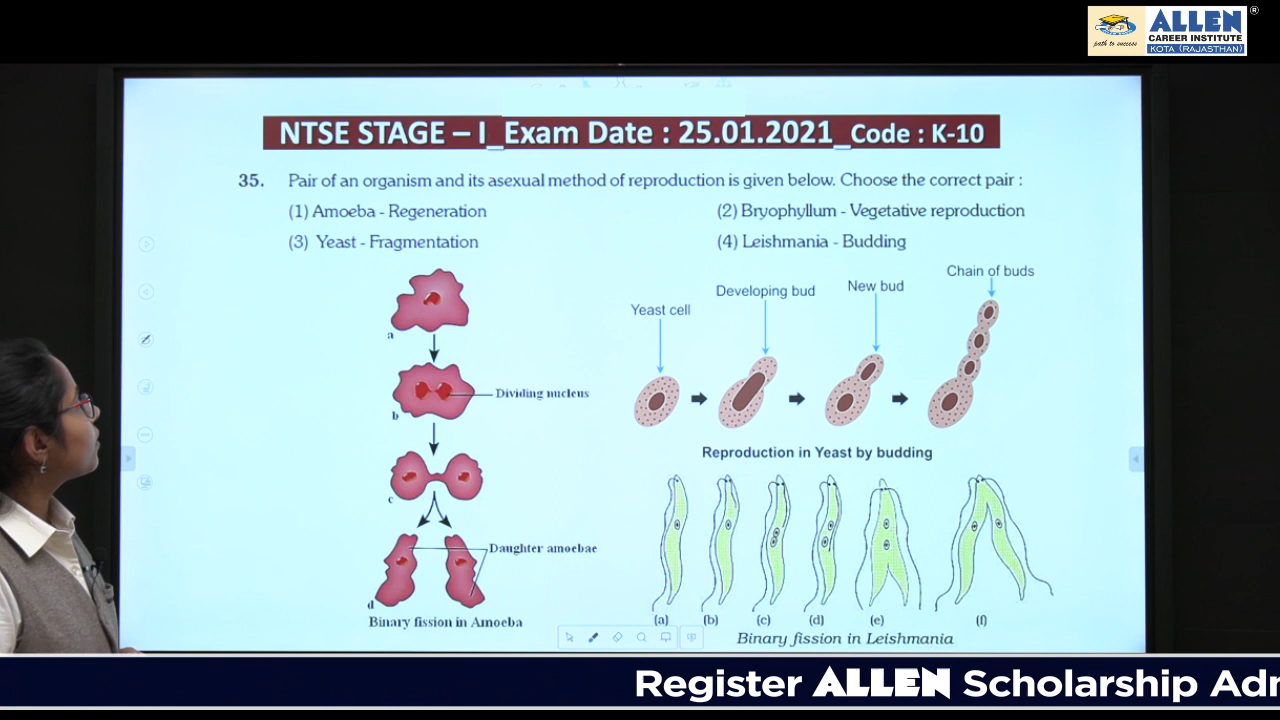 ALLEN
®
CAREER INSTITUTE
path to success
KOTA (RAJASTHAN)
NTSE STAGE – I_Exam Date : 25.01.2021_Code : K-10
35. Pair of an organism and its asexual method of reproduction is given below. Choose the correct pair :
(1) Amoeba - Regeneration (2) Bryophyllum - Vegetative reproduction
(3) Yeast - Fragmentation (4) Leishmania - Budding
a
Dividing nucleus
b
c
Daughter amoebae
d
Binary fission in Amoeba
Yeast cell
Developing bud
New bud
Chain of buds
Reproduction in Yeast by budding
(a) (b) (c) (d) (e) (f)
Binary fission in Leishmania
Register ALLEN Scholarship Adm